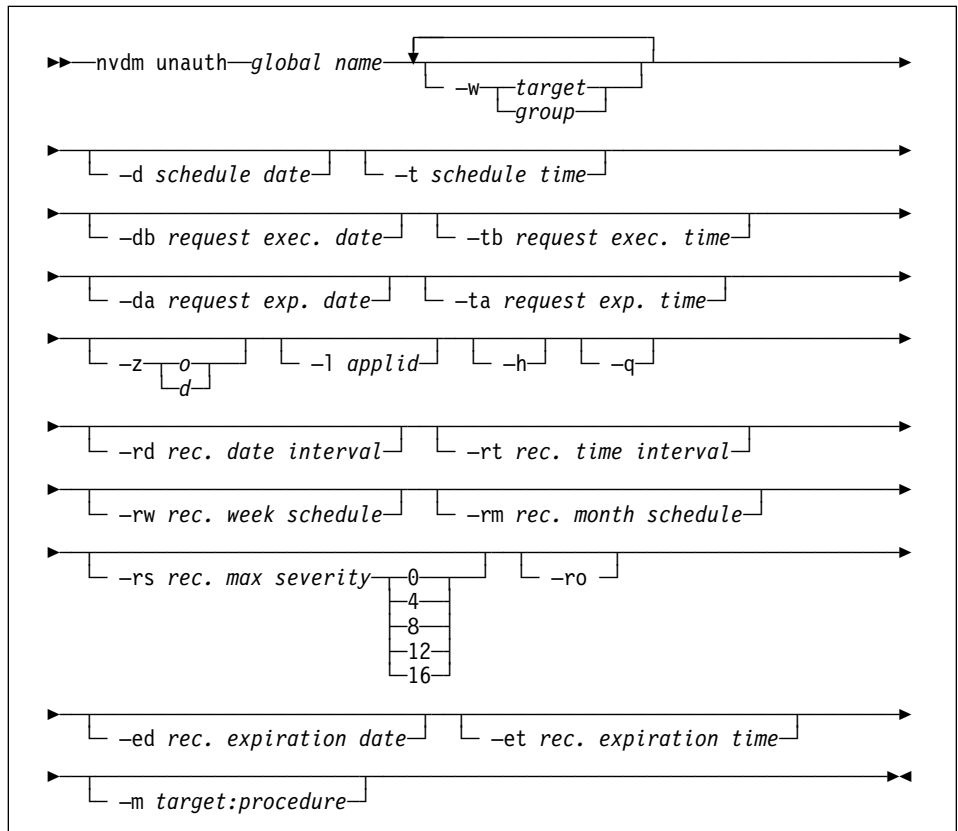 nvdm unauth global name
–w target
group
–d schedule date –t schedule time
–db request exec. date –tb request exec. time
–da request exp. date –ta request exp. time
–z o –l applid –h –q
d
–rd rec. date interval –rt rec. time interval
–rw rec. week schedule –rm rec. month schedule
–rs rec. max severity 0 –ro
4
8
12
16
–ed rec. expiration date –et rec. expiration time
–m target:procedure